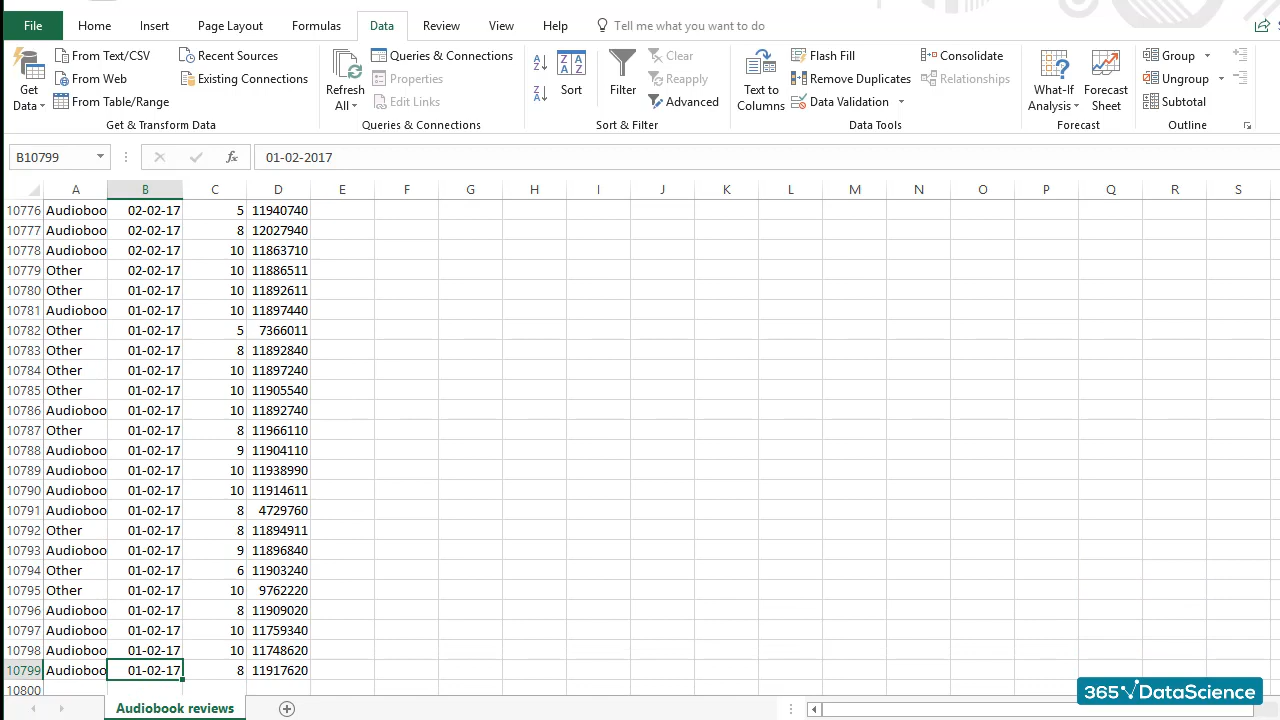 File Home Insert Page Layout Formulas Data Review View Help Tell me what you want to do
Get Data
From Text/CSV
From Web
From Table/Range
Recent Sources
Existing Connections
Get & Transform Data
Refresh All
Queries & Connections
Properties
Edit Links
Queries & Connections
Sort
Filter
Clear
Reapply
Advanced
Sort & Filter
Text to Columns
Flash Fill
Remove Duplicates
Data Validation
Consolidate
Relationships
Data Tools
What-If Analysis
Forecast Sheet
Forecast
Group
Ungroup
Subtotal
Outline
B10799 fx 01-02-2017
A B C D E F G H I J K L M N O P Q R S
10776 Audioboo 02-02-17 5 11940740
10777 Audioboo 02-02-17 8 12027940
10778 Audioboo 02-02-17 10 11863710
10779 Other 02-02-17 10 11886511
10780 Other 01-02-17 10 11892611
10781 Audioboo 01-02-17 10 11897440
10782 Other 01-02-17 5 7366011
10783 Other 01-02-17 8 11892840
10784 Other 01-02-17 10 11897240
10785 Other 01-02-17 10 11905540
10786 Audioboo 01-02-17 10 11892740
10787 Other 01-02-17 8 11966110
10788 Audioboo 01-02-17 9 11904110
10789 Audioboo 01-02-17 10 11938990
10790 Audioboo 01-02-17 10 11914611
10791 Audioboo 01-02-17 8 4729760
10792 Other 01-02-17 8 11894911
10793 Audioboo 01-02-17 9 11896840
10794 Other 01-02-17 6 11903240
10795 Other 01-02-17 10 9762220
10796 Audioboo 01-02-17 8 11909020
10797 Audioboo 01-02-17 10 11759340
10798 Audioboo 01-02-17 10 11748620
10799 Audioboo 01-02-17 8 11917620
10800
365 DataScience
Audiobook reviews